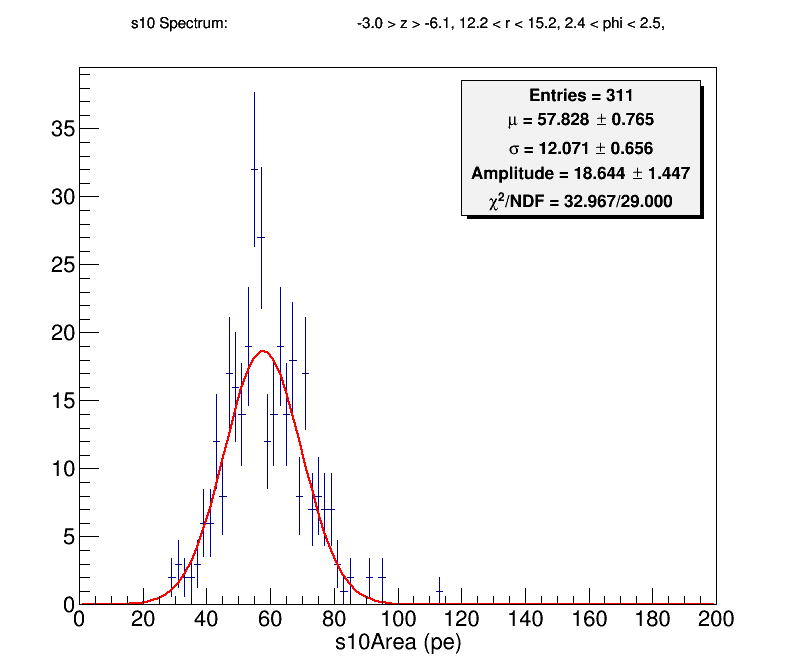 s10 Spectrum: -3.0 > z > -6.1, 12.2 < r < 15.2, 2.4 < phi < 2.5,
Entries = 311
μ = 57.828 ± 0.765
σ = 12.071 ± 0.656
Amplitude = 18.644 ± 1.447
χ²/NDF = 32.967/29.000
35
30
25
20
15
10
5
0
0 20 40 60 80 100 120 140 160 180 200
s10Area (pe)